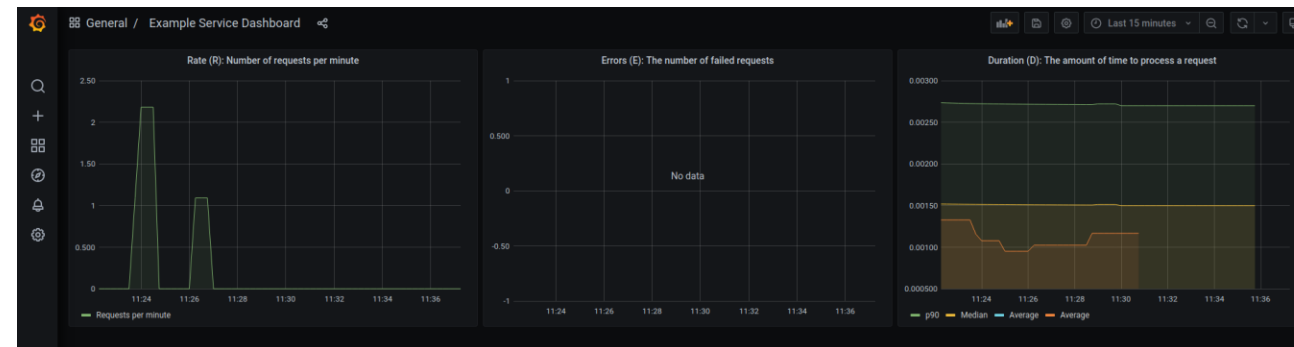 General / Example Service Dashboard
Last 15 minutes
Rate (R): Number of requests per minute
2.50
2
1.50
1
0.500
0
11:24 11:26 11:28 11:30 11:32 11:34 11:36
Requests per minute
Errors (E): The number of failed requests
1
0.500
0
-0.50
-1
No data
11:24 11:26 11:28 11:30 11:32 11:34 11:36
Duration (D): The amount of time to process a request
0.00300
0.00250
0.00200
0.00150
0.00100
0.000500
11:24 11:26 11:28 11:30 11:32 11:34 11:36
p90 Median Average Average